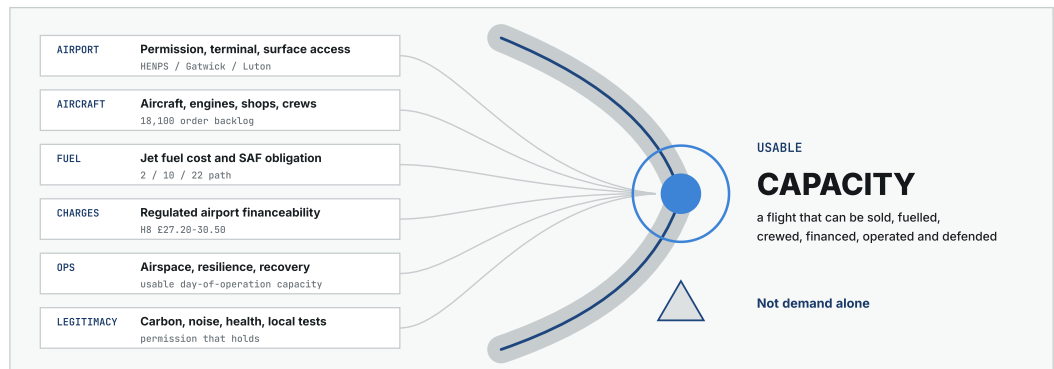 AIRPORT
Permission, terminal, surface access
HENPS / Gatwick / Luton
AIRCRAFT
Aircraft, engines, shops, crews
18,100 order backlog
FUEL
Jet fuel cost and SAF obligation
2 / 10 / 22 path
CHARGES
Regulated airport financeability
H8 £27.20-30.50
OPS
Airspace, resilience, recovery
usable day-of-operation capacity
LEGITIMACY
Carbon, noise, health, local tests
permission that holds
USABLE
CAPACITY
a flight that can be sold, fuelled,
crewed, financed, operated and defended
Not demand alone